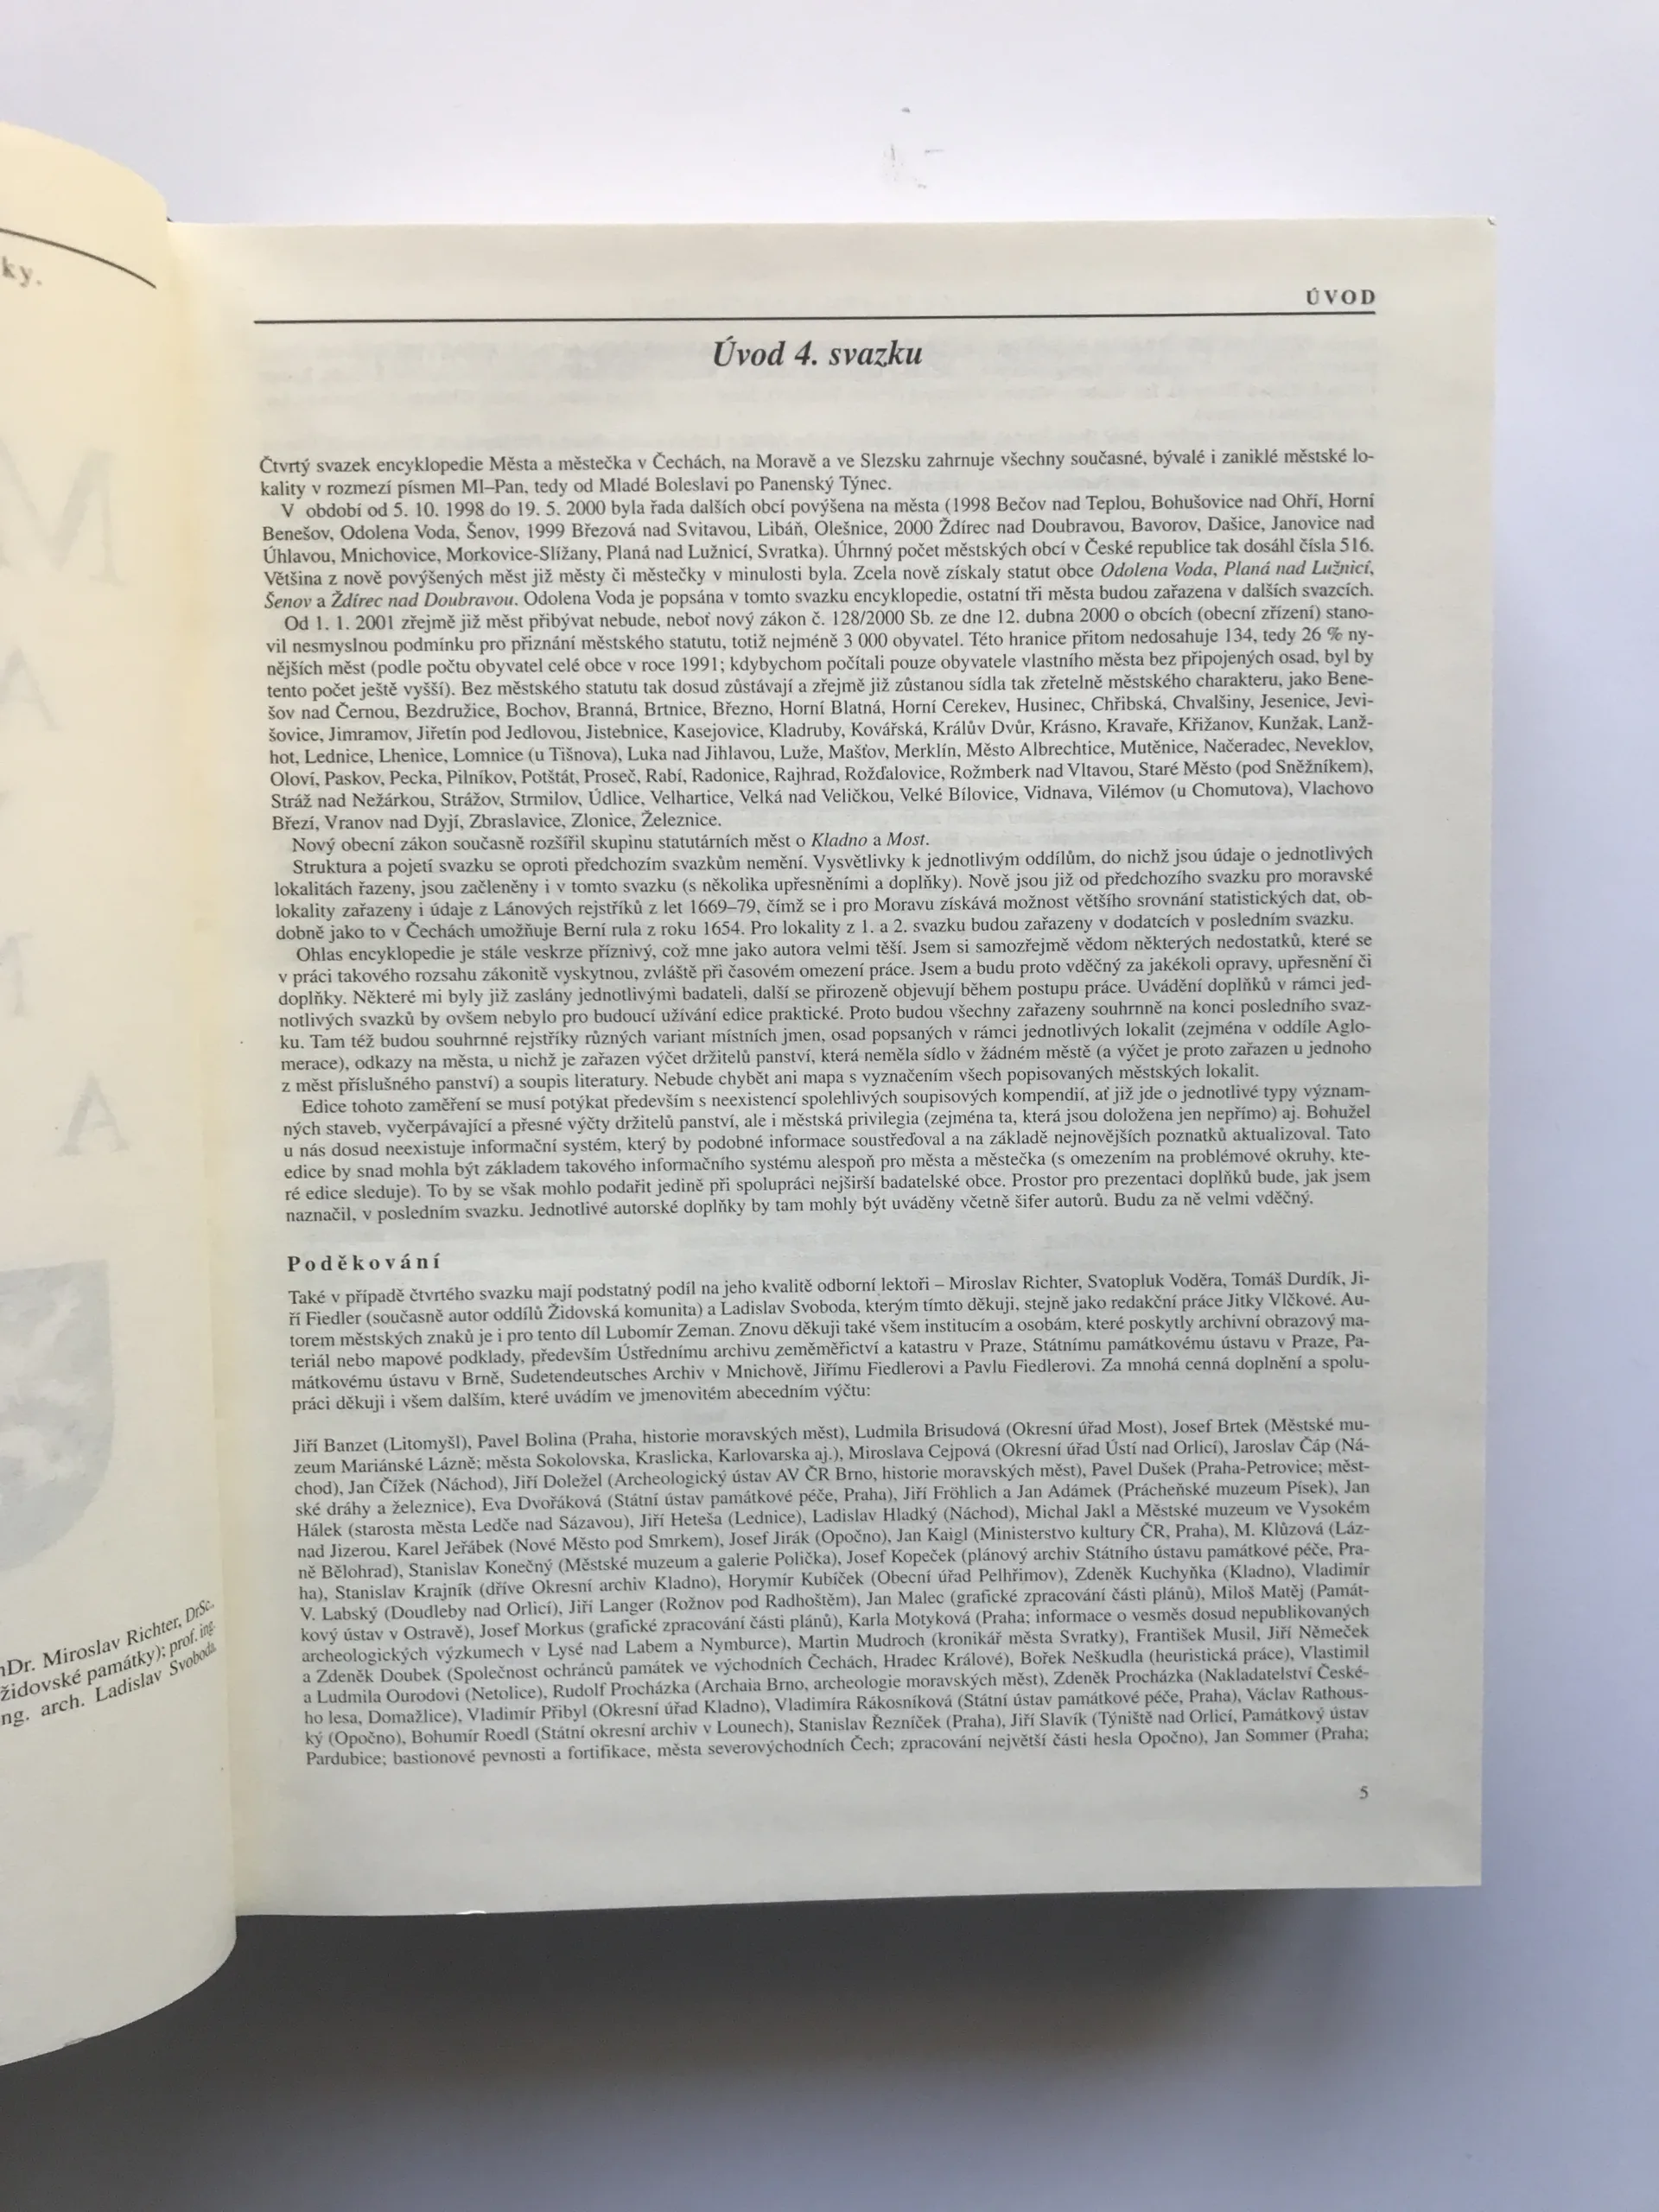 ky.
M
A
A
nDr. Miroslav Richter, DrSc.
židovské památky); prof. ing.
ng. arch. Ladislav Svoboda.
ÚVOD
Úvod 4. svazku
Čtvrtý svazek encyklopedie Města a městečka v Čechách, na Moravě a ve Slezsku zahrnuje všechny současné, bývalé i zaniklé městské lo-
kality v rozmezí písmen Ml–Pan, tedy od Mladé Boleslavi po Panenský Týnec.
V období od 5. 10. 1998 do 19. 5. 2000 byla řada dalších obcí povýšena na města (1998 Bečov nad Teplou, Bohušovice nad Ohří, Horní
Benešov, Odolena Voda, Šenov, 1999 Březová nad Svitavou, Libáň, Olešnice, 2000 Ždírec nad Doubravou, Bavorov, Dašice, Janovice nad
Úhlavou, Mnichovice, Morkovice-Slížany, Planá nad Lužnicí, Svratka). Úhrnný počet městských obcí v České republice tak dosáhl čísla 516.
Většina z nově povýšených měst již městy či městečky v minulosti byla. Zcela nově získaly statut obce Odolena Voda, Planá nad Lužnicí,
Šenov a Ždírec nad Doubravou. Odolena Voda je popsána v tomto svazku encyklopedie, ostatní tři města budou zařazena v dalších svazcích.
Od 1. 1. 2001 zřejmě již měst přibývat nebude, neboť nový zákon č. 128/2000 Sb. ze dne 12. dubna 2000 o obcích (obecní zřízení) stano-
vil nesmyslnou podmínku pro přiznání městského statutu, totiž nejméně 3 000 obyvatel. Této hranice přitom nedosahuje 134, tedy 26 % ny-
nějších měst (podle počtu obyvatel celé obce v roce 1991; kdybychom počítali pouze obyvatele vlastního města bez připojených osad, byl by
tento počet ještě vyšší). Bez městského statutu tak dosud zůstávají a zřejmě již zůstanou sídla tak zřetelně městského charakteru, jako Bene-
šov nad Černou, Bezdružice, Bochov, Branná, Brtnice, Březno, Horní Blatná, Horní Cerekev, Husinec, Chřibská, Chvalšiny, Jesenice, Jevi-
šovice, Jimramov, Jiřetín pod Jedlovou, Jistebnice, Kasejovice, Kladruby, Kovářská, Králův Dvůr, Krásno, Kravaře, Křižanov, Kunžak, Lanž-
hot, Lednice, Lhenice, Lomnice (u Tišnova), Luka nad Jihlavou, Luže, Mašťov, Merklín, Město Albrechtice, Mutěnice, Načeradec, Neveklov,
Oloví, Paskov, Pecka, Pilníkov, Potštát, Proseč, Rabí, Radonice, Rajhrad, Rožďalovice, Rožmberk nad Vltavou, Staré Město (pod Sněžníkem),
Stráž nad Nežárkou, Strážov, Strmilov, Údlice, Velhartice, Velká nad Veličkou, Velké Bílovice, Vidnava, Vilémov (u Chomutova), Vlachovo
Březí, Vranov nad Dyjí, Zbraslavice, Zlonice, Železnice.
Nový obecní zákon současně rozšířil skupinu statutárních měst o Kladno a Most.
Struktura a pojetí svazku se oproti předchozím svazkům nemění. Vysvětlivky k jednotlivým oddílům, do nichž jsou údaje o jednotlivých
lokalitách řazeny, jsou začleněny i v tomto svazku (s několika upřesněními a doplňky). Nově jsou již od předchozího svazku pro moravské
lokality zařazeny i údaje z Lánových rejstříků z let 1669–79, čímž se i pro Moravu získává možnost většího srovnání statistických dat, ob-
dobně jako to v Čechách umožňuje Berní rula z roku 1654. Pro lokality z 1. a 2. svazku budou zařazeny v dodatcích v posledním svazku.
Ohlas encyklopedie je stále veskrze příznivý, což mne jako autora velmi těší. Jsem si samozřejmě vědom některých nedostatků, které se
v práci takového rozsahu zákonitě vyskytnou, zvláště při časovém omezení práce. Jsem a budu proto vděčný za jakékoli opravy, upřesnění či
doplňky. Některé mi byly již zaslány jednotlivými badateli, další se přirozeně objevují během postupu práce. Uvádění doplňků v rámci jed-
notlivých svazků by ovšem nebylo pro budoucí užívání edice praktické. Proto budou všechny zařazeny souhrnně na konci posledního svaz-
ku. Tam též budou souhrnné rejstříky různých variant místních jmen, osad popsaných v rámci jednotlivých lokalit (zejména v oddíle Aglo-
merace), odkazy na města, u nichž je zařazen výčet držitelů panství, která neměla sídlo v žádném městě (a výčet je proto zařazen u jednoho
z měst příslušného panství) a soupis literatury. Nebude chybět ani mapa s vyznačením všech popisovaných městských lokalit.
Edice tohoto zaměření se musí potýkat především s neexistencí spolehlivých soupisových kompendií, ať již jde o jednotlivé typy význam-
ných staveb, vyčerpávající a přesné výčty držitelů panství, ale i městská privilegia (zejména ta, která jsou doložena jen nepřímo) aj. Bohužel
u nás dosud neexistuje informační systém, který by podobné informace soustřeďoval a na základě nejnovějších poznatků aktualizoval. Tato
edice by snad mohla být základem takového informačního systému alespoň pro města a městečka (s omezením na problémové okruhy, kte-
ré edice sleduje). To by se však mohlo podařit jedině při spolupráci nejširší badatelské obce. Prostor pro prezentaci doplňků bude, jak jsem
naznačil, v posledním svazku. Jednotlivé autorské doplňky by tam mohly být uváděny včetně šifer autorů. Budu za ně velmi vděčný.
Poděkování
Také v případě čtvrtého svazku mají podstatný podíl na jeho kvalitě odborní lektoři – Miroslav Richter, Svatopluk Voděra, Tomáš Durdík, Ji-
ří Fiedler (současně autor oddílů Židovská komunita) a Ladislav Svoboda, kterým tímto děkuji, stejně jako redakční práce Jitky Vlčkové. Au-
torem městských znaků je i pro tento díl Lubomír Zeman. Znovu děkuji také všem institucím a osobám, které poskytly archivní obrazový ma-
teriál nebo mapové podklady, především Ústřednímu archivu zeměměřictví a katastru v Praze, Státnímu památkovému ústavu v Praze, Pa-
mátkovému ústavu v Brně, Sudetendeutsches Archiv v Mnichově, Jiřímu Fiedlerovi a Pavlu Fiedlerovi. Za mnohá cenná doplnění a spolu-
práci děkuji i všem dalším, které uvádím ve jmenovitém abecedním výčtu:
Jiří Banzet (Litomyšl), Pavel Bolina (Praha, historie moravských měst), Ludmila Brisudová (Okresní úřad Most), Josef Brtek (Městské mu-
zeum Mariánské Lázně; města Sokolovska, Kraslicka, Karlovarska aj.), Miroslava Cejpová (Okresní úřad Ústí nad Orlicí), Jaroslav Čáp (Ná-
chod), Jan Čížek (Náchod), Jiří Doležel (Archeologický ústav AV ČR Brno, historie moravských měst), Pavel Dušek (Praha-Petrovice; měst-
ské dráhy a železnice), Eva Dvořáková (Státní ústav památkové péče, Praha), Jiří Fröhlich a Jan Adámek (Prácheňské muzeum Písek), Jan
Hálek (starosta města Ledče nad Sázavou), Jiří Heteša (Lednice), Ladislav Hladký (Náchod), Michal Jakl a Městské muzeum ve Vysokém
nad Jizerou, Karel Jeřábek (Nové Město pod Smrkem), Josef Jirák (Opočno), Jan Kaigl (Ministerstvo kultury ČR, Praha), M. Klůzová (Láz-
ně Bělohrad), Stanislav Konečný (Městské muzeum a galerie Polička), Josef Kopeček (plánový archiv Státního ústavu památkové péče, Pra-
ha), Stanislav Krajník (dříve Okresní archiv Kladno), Horymír Kubíček (Obecní úřad Pelhřimov), Zdeněk Kuchyňka (Kladno), Vladimír
V. Labský (Doudleby nad Orlicí), Jiří Langer (Rožnov pod Radhoštěm), Jan Malec (grafické zpracování části plánů), Miloš Matěj (Památ-
kový ústav v Ostravě), Josef Morkus (grafické zpracování části plánů), Karla Motyková (Praha; informace o vesměs dosud nepublikovaných
archeologických výzkumech v Lysé nad Labem a Nymburce), Martin Mudroch (kronikář města Svratky), František Musil, Jiří Němeček
a Zdeněk Doubek (Společnost ochránců památek ve východních Čechách, Hradec Králové), Bořek Neškudla (heuristická práce), Vlastimil
a Ludmila Ourodovi (Netolice), Rudolf Procházka (Archaia Brno, archeologie moravských měst), Zdeněk Procházka (Nakladatelství České-
ho lesa, Domažlice), Vladimír Přibyl (Okresní úřad Kladno), Vladimíra Rákosníková (Státní ústav památkové péče, Praha), Václav Rathous-
ký (Opočno), Bohumír Roedl (Státní okresní archiv v Lounech), Stanislav Řezníček (Praha), Jiří Slavík (Týniště nad Orlicí, Památkový ústav
Pardubice; bastionové pevnosti a fortifikace, města severovýchodních Čech; zpracování největší části hesla Opočno), Jan Sommer (Praha;
5